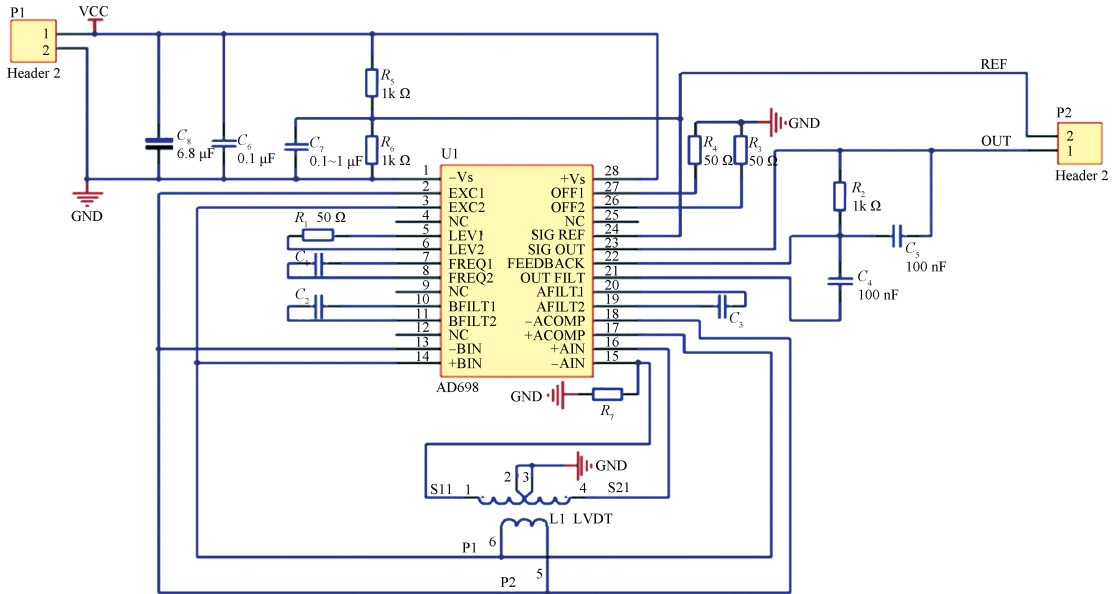 P1
VCC
1
2
Header 2
GND
C8
6.8 μF
C6
0.1 μF
C7
0.1~1 μF
R5
1k Ω
R6
1k Ω
U1
R4
50 Ω
R3
50 Ω
GND
REF
OUT
P2
2
1
Header 2
R2
1k Ω
C5
100 nF
C4
100 nF
1 −Vs
2 EXC1
3 EXC2
4 NC
5 LEV1
6 LEV2
7 FREQ1
8 FREQ2
9 NC
10 BFILT1
11 BFILT2
12 NC
13 −BIN
14 +BIN
+Vs 28
OFF1 27
OFF2 26
NC 25
SIG REF 24
SIG OUT 23
FEEDBACK 22
OUT FILT 21
AFILT1 20
AFILT2 19
−ACOMP 18
+ACOMP 17
+AIN 16
−AIN 15
R1 50 Ω
C2
C3
AD698
GND
R7
GND
S11 1
2 3
4 S21
L1 LVDT
P1 6
P2 5